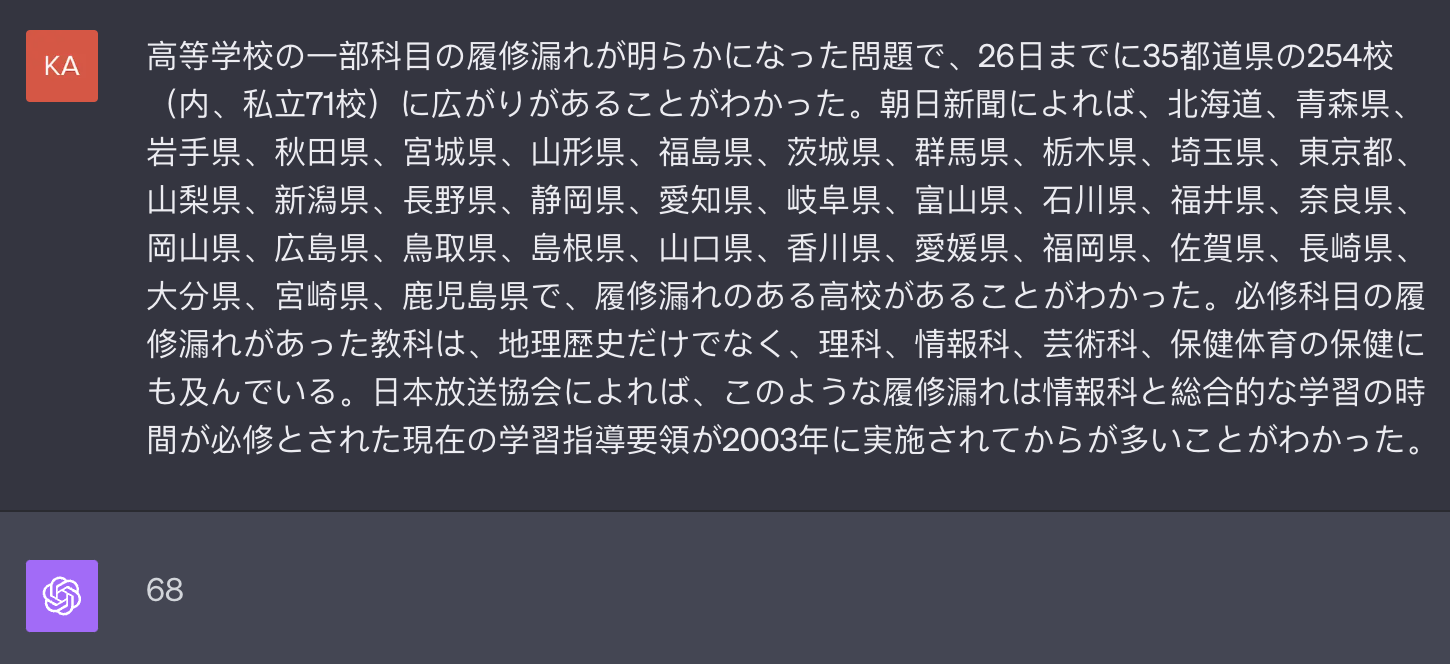 KA
高等学校の一部科目の履修漏れが明らかになった問題で、26日までに35都道県の254校
（内、私立71校）に広がりがあることがわかった。朝日新聞によれば、北海道、青森県、
岩手県、秋田県、宮城県、山形県、福島県、茨城県、群馬県、栃木県、埼玉県、東京都、
山梨県、新潟県、長野県、静岡県、愛知県、岐阜県、富山県、石川県、福井県、奈良県、
岡山県、広島県、鳥取県、島根県、山口県、香川県、愛媛県、福岡県、佐賀県、長崎県、
大分県、宮崎県、鹿児島県で、履修漏れのある高校があることがわかった。必修科目の履
修漏れがあった教科は、地理歴史だけでなく、理科、情報科、芸術科、保健体育の保健に
も及んでいる。日本放送協会によれば、このような履修漏れは情報科と総合的な学習の時
間が必修とされた現在の学習指導要領が2003年に実施されてからが多いことがわかった。
68